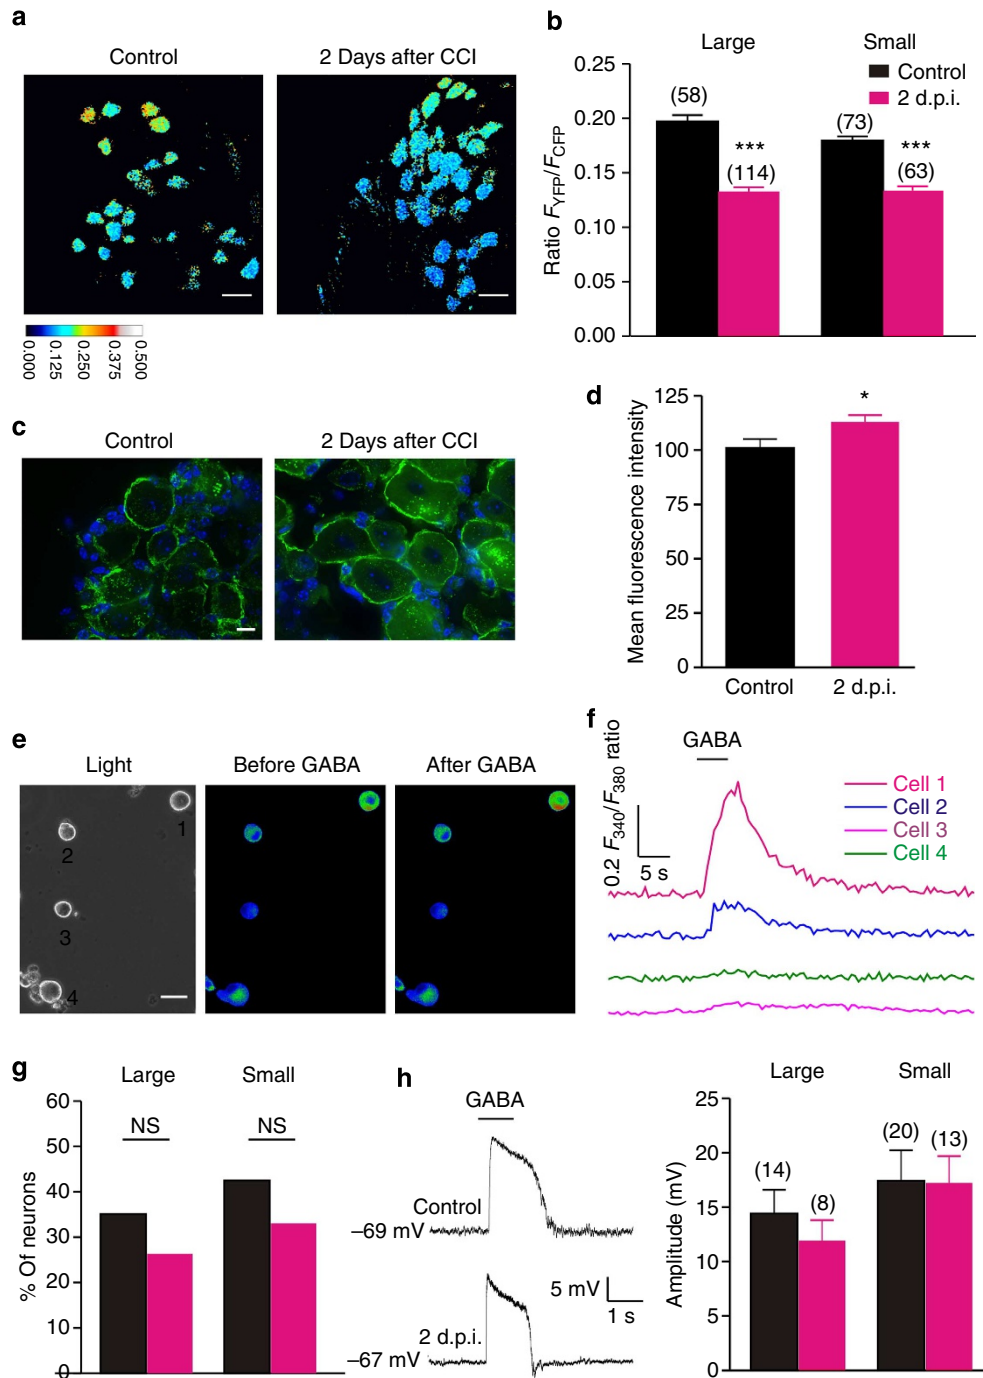 a
Control
2 Days after CCI
0.000
0.125
0.250
0.375
0.500
b
Large
Small
Control
2 d.p.i.
Ratio FYFP/FCFP
0.25
0.20
0.15
0.10
0.05
0.00
(58)
***
(114)
(73)
***
(63)
c
Control
2 Days after CCI
d
Mean fluorescence intensity
125
100
75
50
25
0
*
Control
2 d.p.i.
e
Light
Before GABA
After GABA
1
2
3
4
f
0.2 F340/F380 ratio
5 s
GABA
Cell 1
Cell 2
Cell 3
Cell 4
g
Large
Small
% Of neurons
60
50
40
30
20
10
0
NS
NS
h
GABA
Control
–69 mV
2 d.p.i.
–67 mV
5 mV
1 s
Large
Small
Amplitude (mV)
25
20
15
10
5
0
(14)
(8)
(20)
(13)